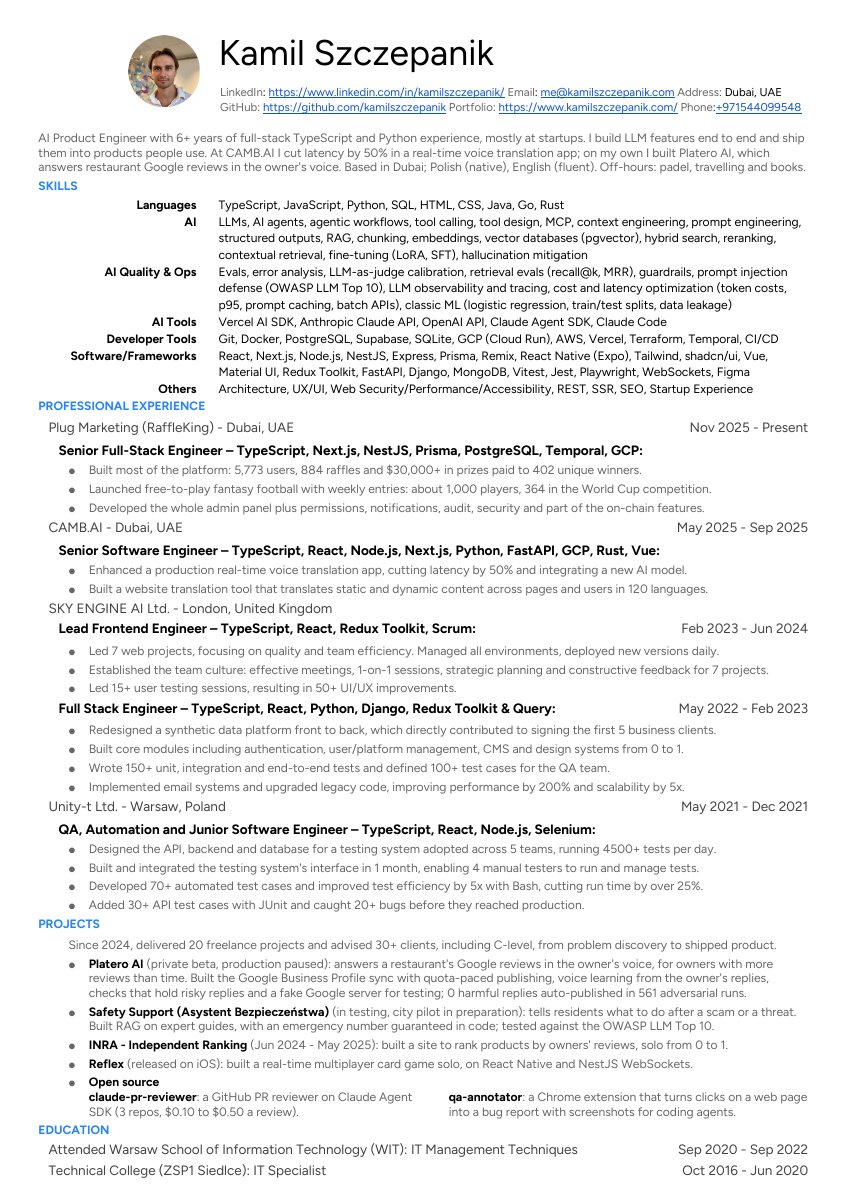 Kamil Szczepanik
LinkedIn: https://www.linkedin.com/in/kamilszczepanik/ Email: me@kamilszczepanik.com Address: Dubai, UAE
GitHub: https://github.com/kamilszczepanik Portfolio: https://www.kamilszczepanik.com/ Phone:+971544099548
AI Product Engineer with 6+ years of full-stack TypeScript and Python experience, mostly at startups. I build LLM features end to end and ship
them into products people use. At CAMB.AI I cut latency by 50% in a real-time voice translation app; on my own I built Platero AI, which
answers restaurant Google reviews in the owner's voice. Based in Dubai; Polish (native), English (fluent). Off-hours: padel, travelling and books.
SKILLS
Languages TypeScript, JavaScript, Python, SQL, HTML, CSS, Java, Go, Rust
AI LLMs, AI agents, agentic workflows, tool calling, tool design, MCP, context engineering, prompt engineering,
structured outputs, RAG, chunking, embeddings, vector databases (pgvector), hybrid search, reranking,
contextual retrieval, fine-tuning (LoRA, SFT), hallucination mitigation
AI Quality & Ops Evals, error analysis, LLM-as-judge calibration, retrieval evals (recall@k, MRR), guardrails, prompt injection
defense (OWASP LLM Top 10), LLM observability and tracing, cost and latency optimization (token costs,
p95, prompt caching, batch APIs), classic ML (logistic regression, train/test splits, data leakage)
AI Tools Vercel AI SDK, Anthropic Claude API, OpenAI API, Claude Agent SDK, Claude Code
Developer Tools Git, Docker, PostgreSQL, Supabase, SQLite, GCP (Cloud Run), AWS, Vercel, Terraform, Temporal, CI/CD
Software/Frameworks React, Next.js, Node.js, NestJS, Express, Prisma, Remix, React Native (Expo), Tailwind, shadcn/ui, Vue,
Material UI, Redux Toolkit, FastAPI, Django, MongoDB, Vitest, Jest, Playwright, WebSockets, Figma
Others Architecture, UX/UI, Web Security/Performance/Accessibility, REST, SSR, SEO, Startup Experience
PROFESSIONAL EXPERIENCE
Plug Marketing (RaffleKing) - Dubai, UAE Nov 2025 - Present
Senior Full-Stack Engineer – TypeScript, Next.js, NestJS, Prisma, PostgreSQL, Temporal, GCP:
● Built most of the platform: 5,773 users, 884 raffles and $30,000+ in prizes paid to 402 unique winners.
● Launched free-to-play fantasy football with weekly entries: about 1,000 players, 364 in the World Cup competition.
● Developed the whole admin panel plus permissions, notifications, audit, security and part of the on-chain features.
CAMB.AI - Dubai, UAE May 2025 - Sep 2025
Senior Software Engineer – TypeScript, React, Node.js, Next.js, Python, FastAPI, GCP, Rust, Vue:
● Enhanced a production real-time voice translation app, cutting latency by 50% and integrating a new AI model.
● Built a website translation tool that translates static and dynamic content across pages and users in 120 languages.
SKY ENGINE AI Ltd. - London, United Kingdom
Lead Frontend Engineer – TypeScript, React, Redux Toolkit, Scrum: Feb 2023 - Jun 2024
● Led 7 web projects, focusing on quality and team efficiency. Managed all environments, deployed new versions daily.
● Established the team culture: effective meetings, 1-on-1 sessions, strategic planning and constructive feedback for 7 projects.
● Led 15+ user testing sessions, resulting in 50+ UI/UX improvements.
Full Stack Engineer – TypeScript, React, Python, Django, Redux Toolkit & Query: May 2022 - Feb 2023
● Redesigned a synthetic data platform front to back, which directly contributed to signing the first 5 business clients.
● Built core modules including authentication, user/platform management, CMS and design systems from 0 to 1.
● Wrote 150+ unit, integration and end-to-end tests and defined 100+ test cases for the QA team.
● Implemented email systems and upgraded legacy code, improving performance by 200% and scalability by 5x.
Unity-t Ltd. - Warsaw, Poland May 2021 - Dec 2021
QA, Automation and Junior Software Engineer – TypeScript, React, Node.js, Selenium:
● Designed the API, backend and database for a testing system adopted across 5 teams, running 4500+ tests per day.
● Built and integrated the testing system's interface in 1 month, enabling 4 manual testers to run and manage tests.
● Developed 70+ automated test cases and improved test efficiency by 5x with Bash, cutting run time by over 25%.
● Added 30+ API test cases with JUnit and caught 20+ bugs before they reached production.
PROJECTS
Since 2024, delivered 20 freelance projects and advised 30+ clients, including C-level, from problem discovery to shipped product.
● Platero AI (private beta, production paused): answers a restaurant's Google reviews in the owner's voice, for owners with more
reviews than time. Built the Google Business Profile sync with quota-paced publishing, voice learning from the owner's replies,
checks that hold risky replies and a fake Google server for testing; 0 harmful replies auto-published in 561 adversarial runs.
● Safety Support (Asystent Bezpieczeństwa) (in testing, city pilot in preparation): tells residents what to do after a scam or a threat.
Built RAG on expert guides, with an emergency number guaranteed in code; tested against the OWASP LLM Top 10.
● INRA - Independent Ranking (Jun 2024 - May 2025): built a site to rank products by owners' reviews, solo from 0 to 1.
● Reflex (released on iOS): built a real-time multiplayer card game solo, on React Native and NestJS WebSockets.
● Open source
claude-pr-reviewer: a GitHub PR reviewer on Claude Agent
SDK (3 repos, $0.10 to $0.50 a review).
qa-annotator: a Chrome extension that turns clicks on a web page
into a bug report with screenshots for coding agents.
EDUCATION
Attended Warsaw School of Information Technology (WIT): IT Management Techniques Sep 2020 - Sep 2022
Technical College (ZSP1 Siedlce): IT Specialist Oct 2016 - Jun 2020